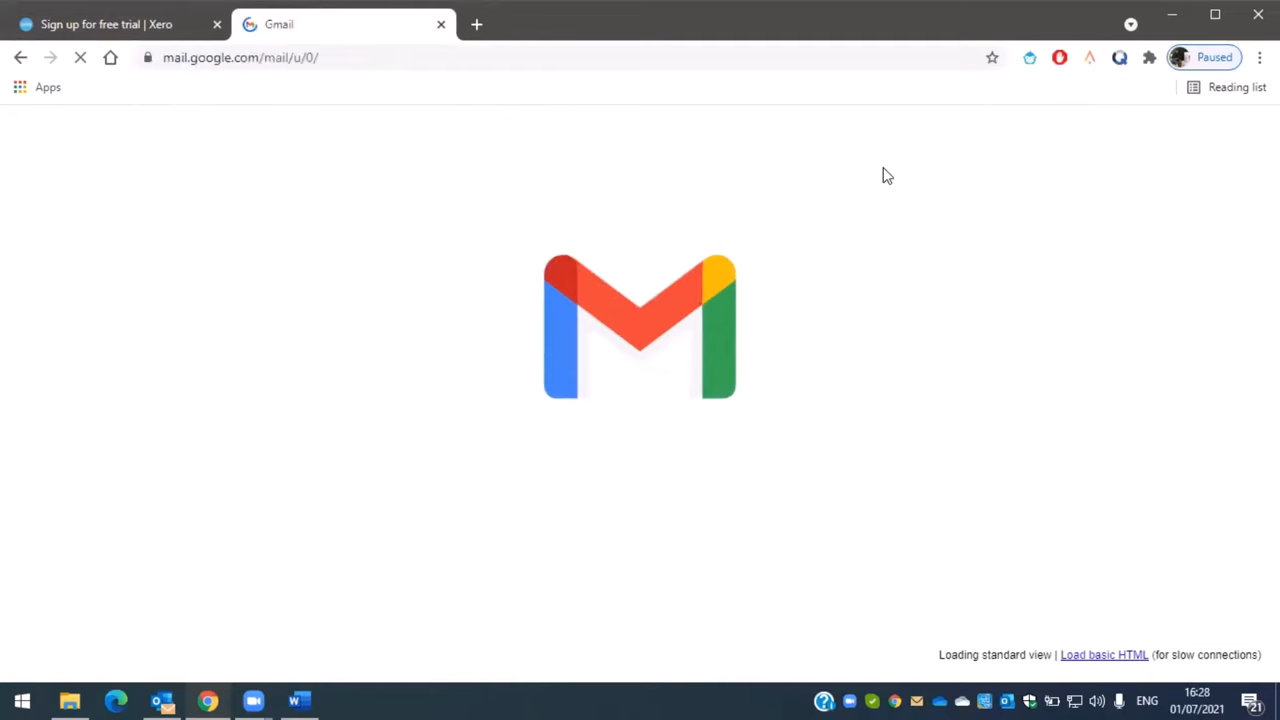 Sign up for free trial | Xero
Gmail
mail.google.com/mail/u/0/
Paused
Apps
Reading list
Loading standard view | Load basic HTML (for slow connections)
ENG
16:28
01/07/2021
21